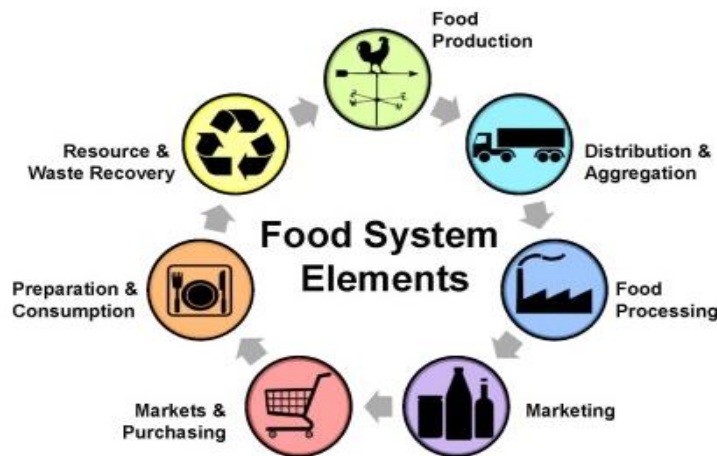 Food
Production
Distribution &
Aggregation
Food
Processing
Marketing
Markets &
Purchasing
Preparation &
Consumption
Resource &
Waste Recovery
Food System
Elements